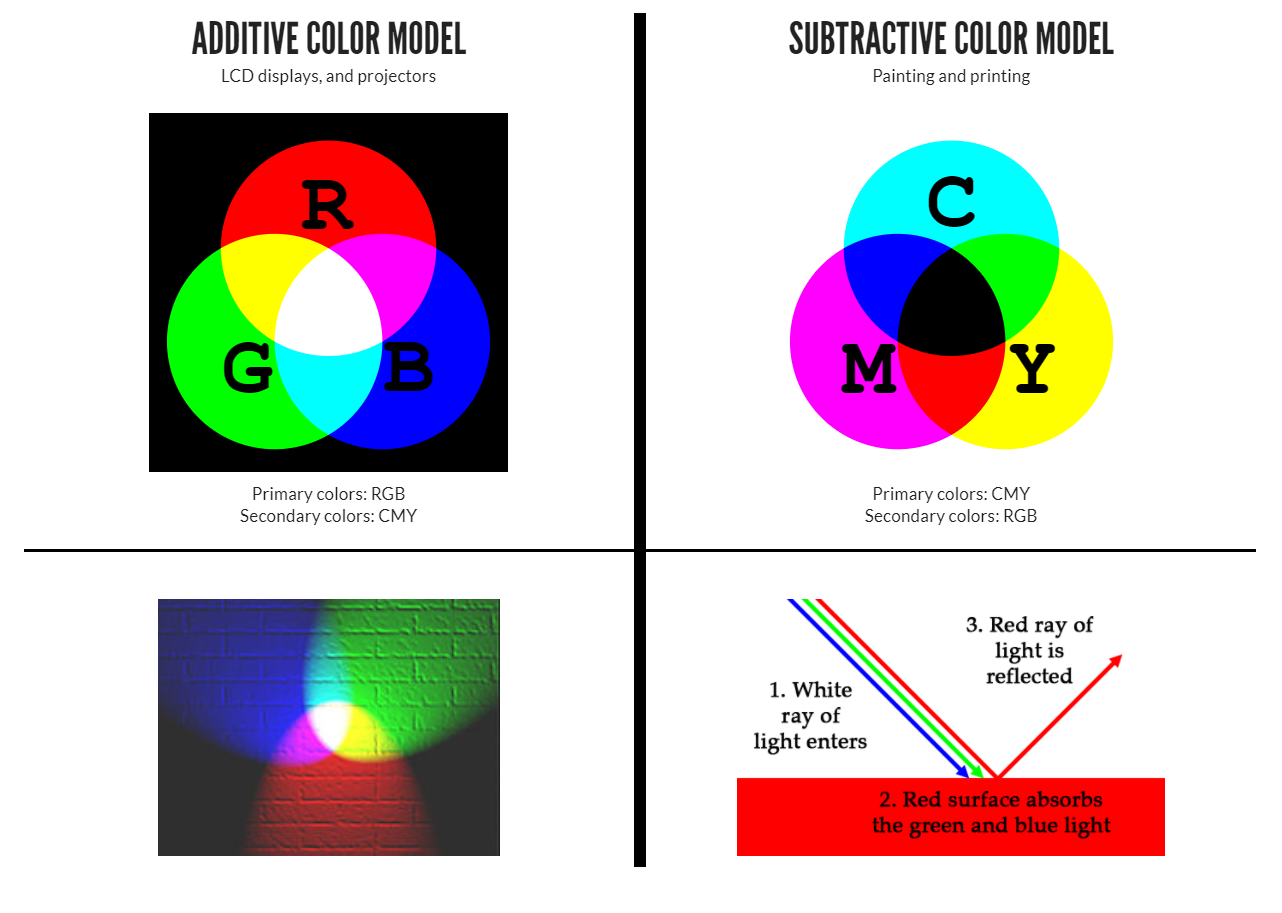 ADDITIVE COLOR MODEL
LCD displays, and projectors
R
G
B
Primary colors: RGB
Secondary colors: CMY
SUBTRACTIVE COLOR MODEL
Painting and printing
C
M
Y
Primary colors: CMY
Secondary colors: RGB
1. White
ray of
light enters
3. Red ray of
light is
reflected
2. Red surface absorbs
the green and blue light